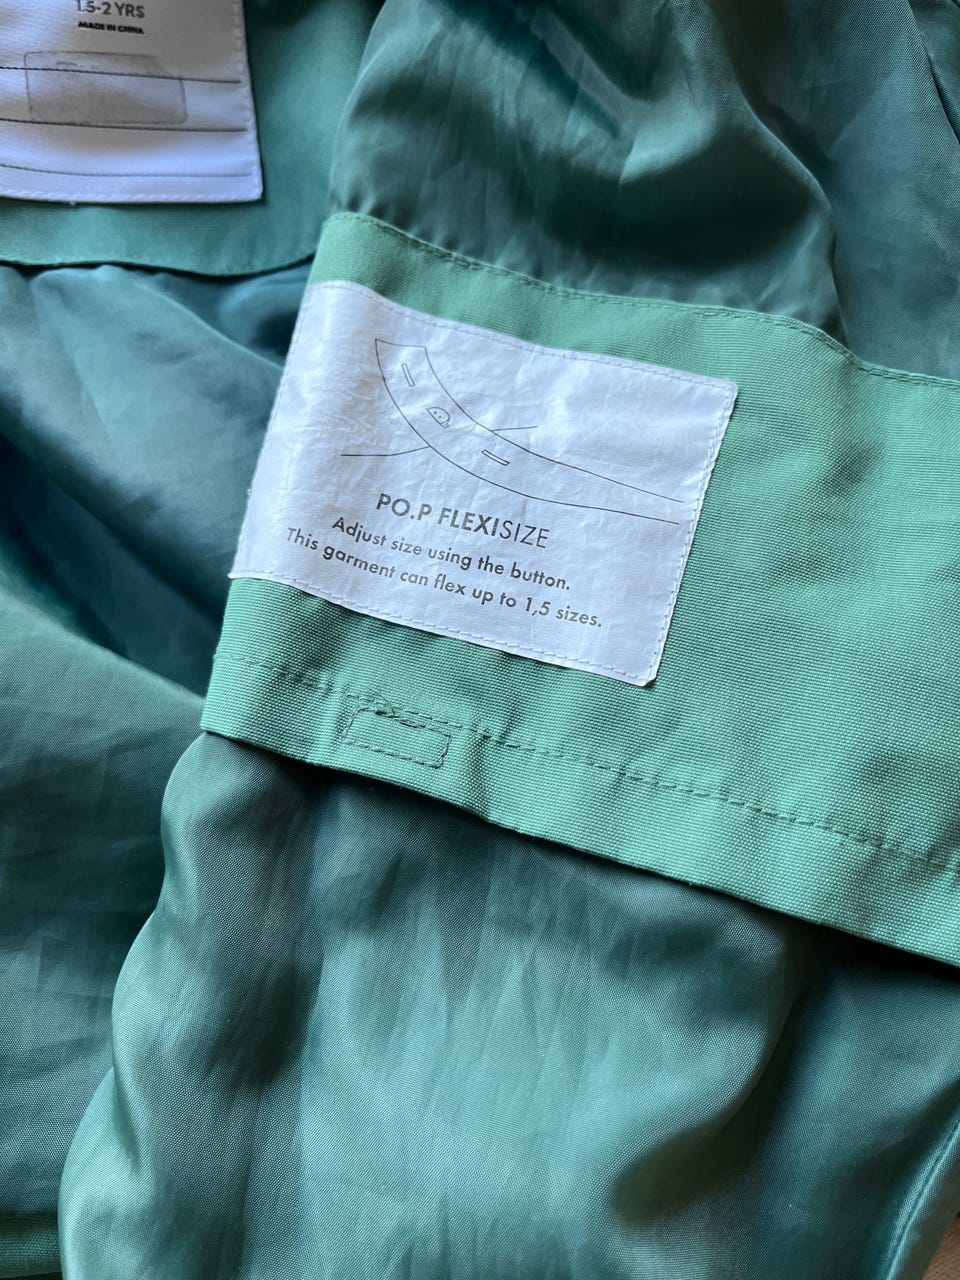 1.5-2 YRS
MADE IN CHINA
PO.P FLEXISIZE
Adjust size using the button.
This garment can flex up to 1,5 sizes.